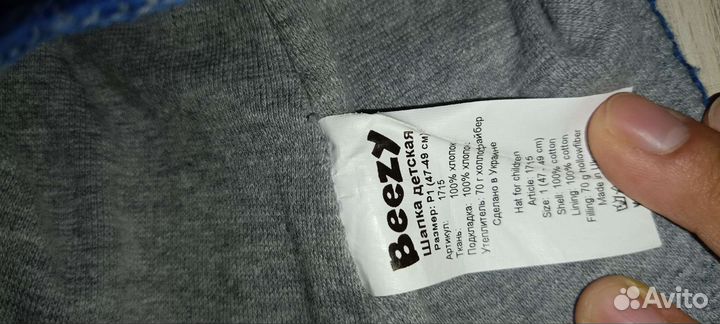 Beezy
Шапка детская
Размер: Р1 (47-49 см)
Артикул: 1715
Ткань: 100% хлопок
Подкладка: 100% хлопок
Утеплитель: 70 г холлофайбер
Сделано в Украине
Hat for children
Article: 1715
Size: 1 (47 - 49 cm)
Shell: 100% cotton
Lining: 100% cotton
Filling: 70 g hollowfiber
Made in
Avito